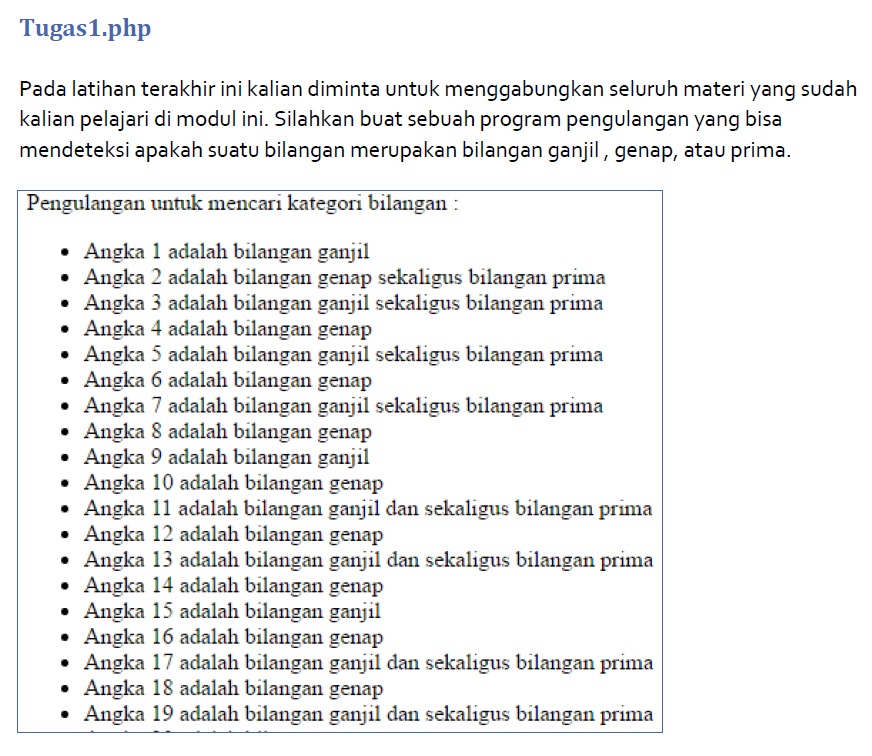 Tugas1.php
Pada latihan terakhir ini kalian diminta untuk menggabungkan seluruh materi yang sudah
kalian pelajari di modul ini. Silahkan buat sebuah program pengulangan yang bisa
mendeteksi apakah suatu bilangan merupakan bilangan ganjil , genap, atau prima.
Pengulangan untuk mencari kategori bilangan :
• Angka 1 adalah bilangan ganjil
• Angka 2 adalah bilangan genap sekaligus bilangan prima
• Angka 3 adalah bilangan ganjil sekaligus bilangan prima
• Angka 4 adalah bilangan genap
• Angka 5 adalah bilangan ganjil sekaligus bilangan prima
• Angka 6 adalah bilangan genap
• Angka 7 adalah bilangan ganjil sekaligus bilangan prima
• Angka 8 adalah bilangan genap
• Angka 9 adalah bilangan ganjil
• Angka 10 adalah bilangan genap
• Angka 11 adalah bilangan ganjil dan sekaligus bilangan prima
• Angka 12 adalah bilangan genap
• Angka 13 adalah bilangan ganjil dan sekaligus bilangan prima
• Angka 14 adalah bilangan genap
• Angka 15 adalah bilangan ganjil
• Angka 16 adalah bilangan genap
• Angka 17 adalah bilangan ganjil dan sekaligus bilangan prima
• Angka 18 adalah bilangan genap
• Angka 19 adalah bilangan ganjil dan sekaligus bilangan prima